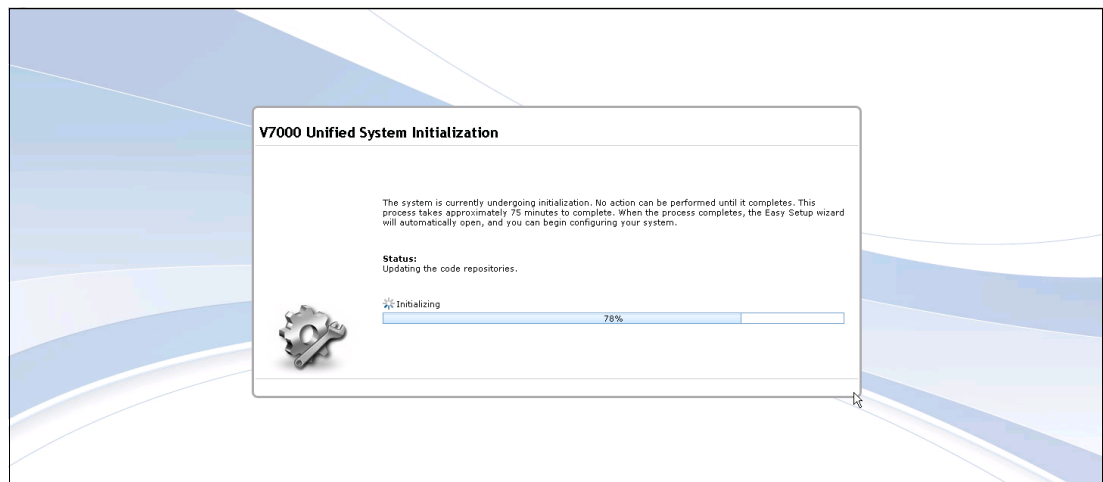 V7000 Unified System Initialization
The system is currently undergoing initialization. No action can be performed until it completes. This
process takes approximately 75 minutes to complete. When the process completes, the Easy Setup wizard
will automatically open, and you can begin configuring your system.
Status:
Updating the code repositories.
Initializing
78%